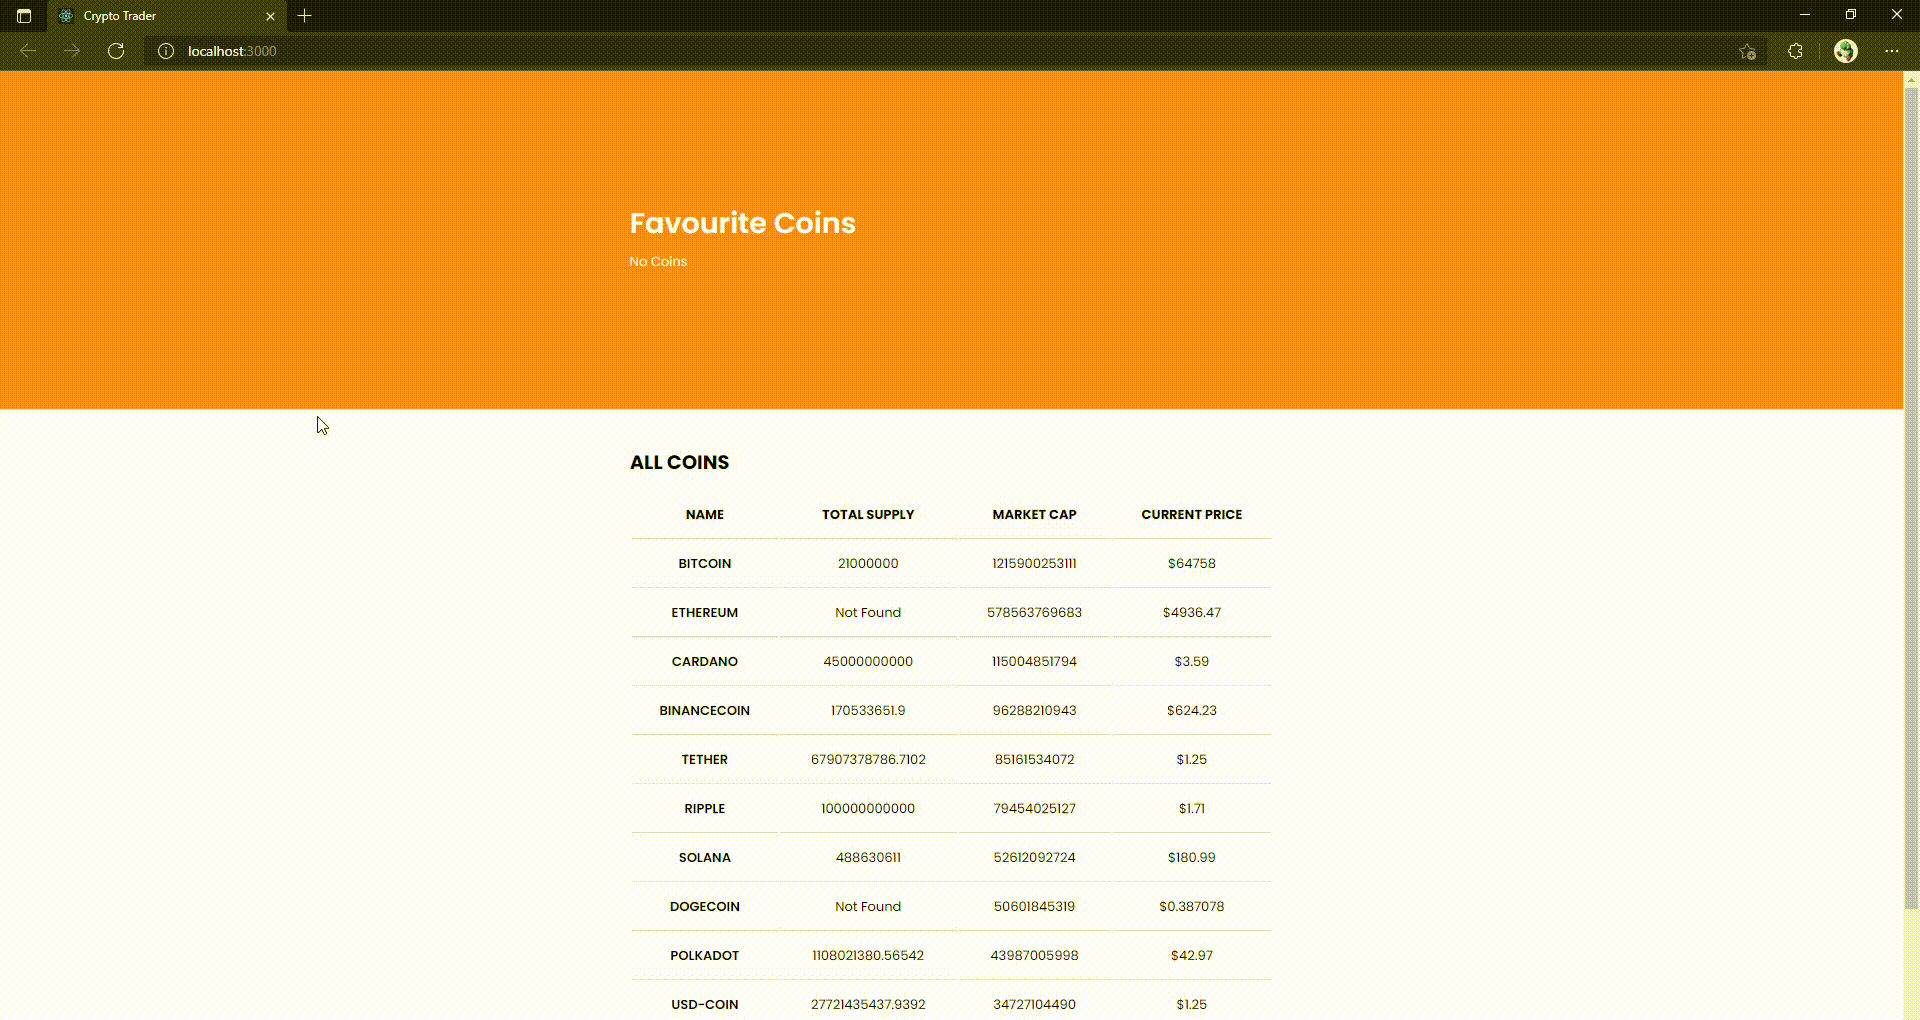 Crypto Trader
localhost:3000
Favourite Coins
No Coins
ALL COINS
NAME TOTAL SUPPLY MARKET CAP CURRENT PRICE
BITCOIN 21000000 1215900253111 $64758
ETHEREUM Not Found 578563769683 $4936.47
CARDANO 45000000000 115004851794 $3.59
BINANCECOIN 170533651.9 96288210943 $624.23
TETHER 67907378786.7102 85161534072 $1.25
RIPPLE 100000000000 79454025127 $1.71
SOLANA 488630611 52612092724 $180.99
DOGECOIN Not Found 50601845319 $0.387078
POLKADOT 1108021380.56542 43987005998 $42.97
USD-COIN 27721435437.9392 34727104490 $1.25